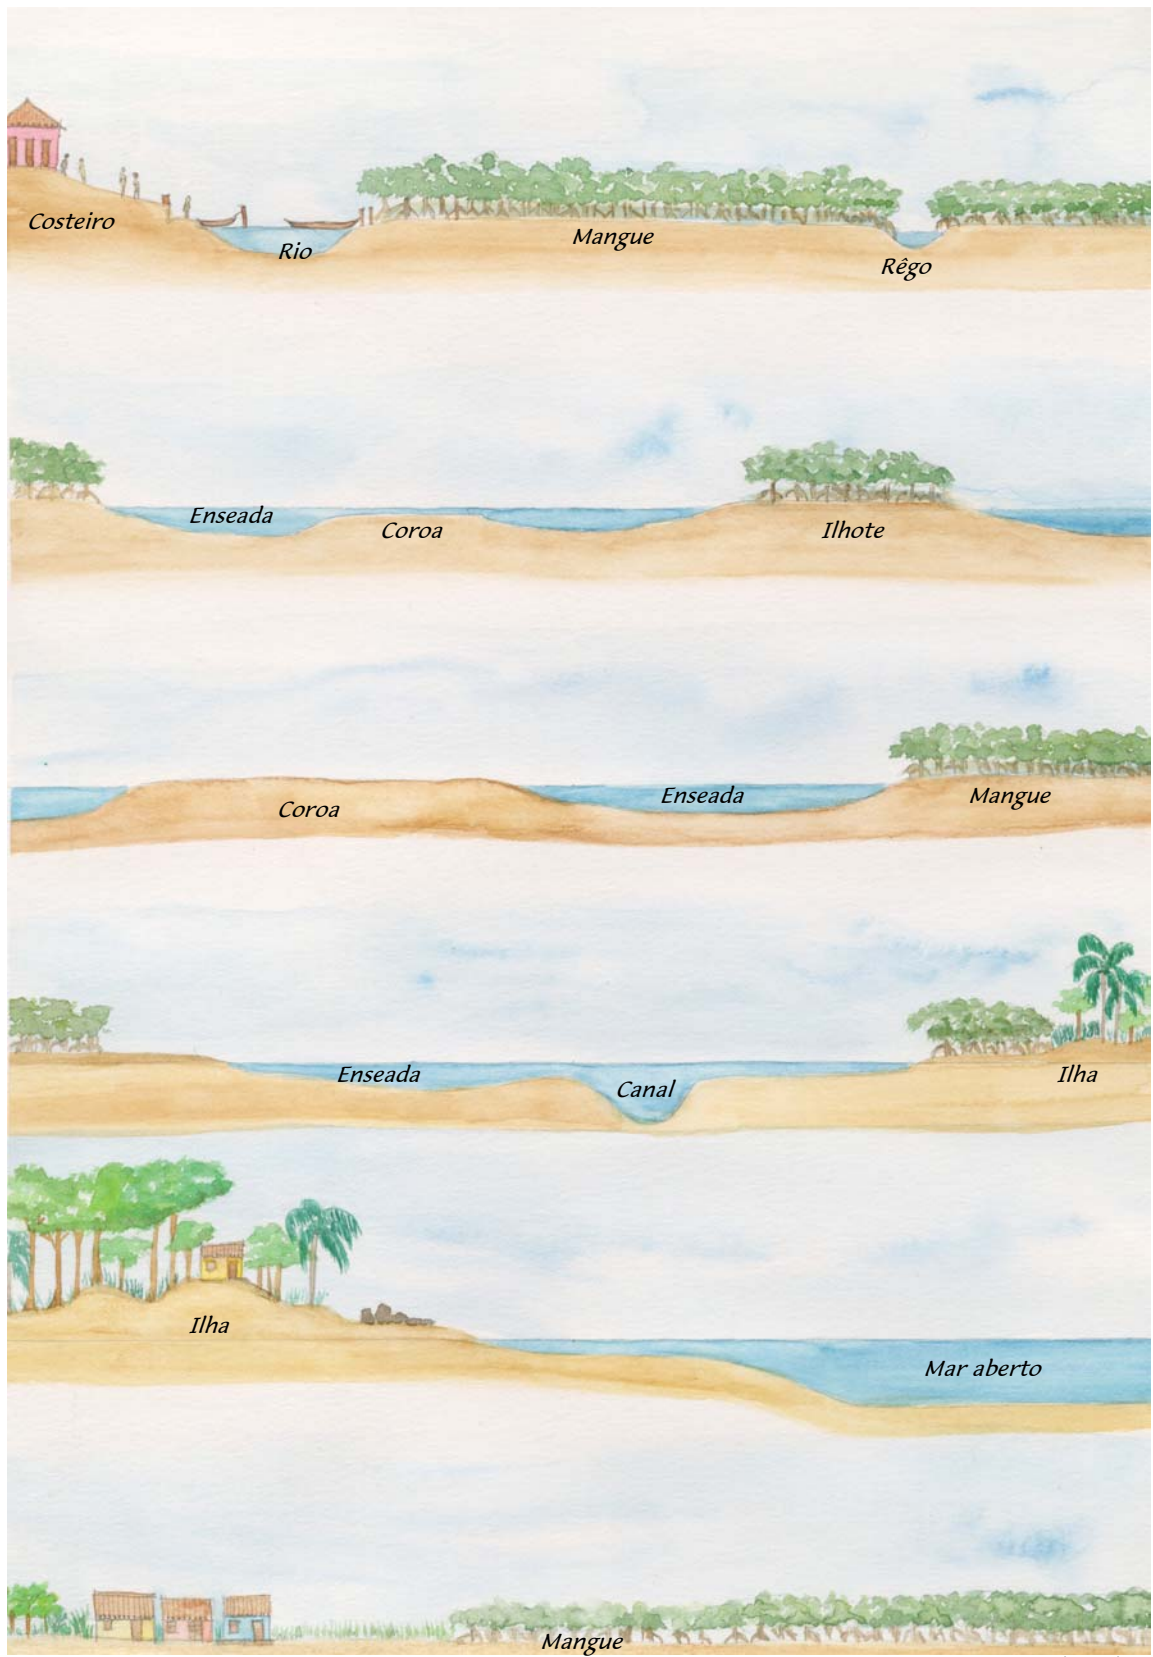 Costeiro
Rio
Mangue
Rêgo
Enseada
Coroa
Ilhote
Coroa
Enseada
Mangue
Enseada
Canal
Ilha
Ilha
Mar aberto
Mangue